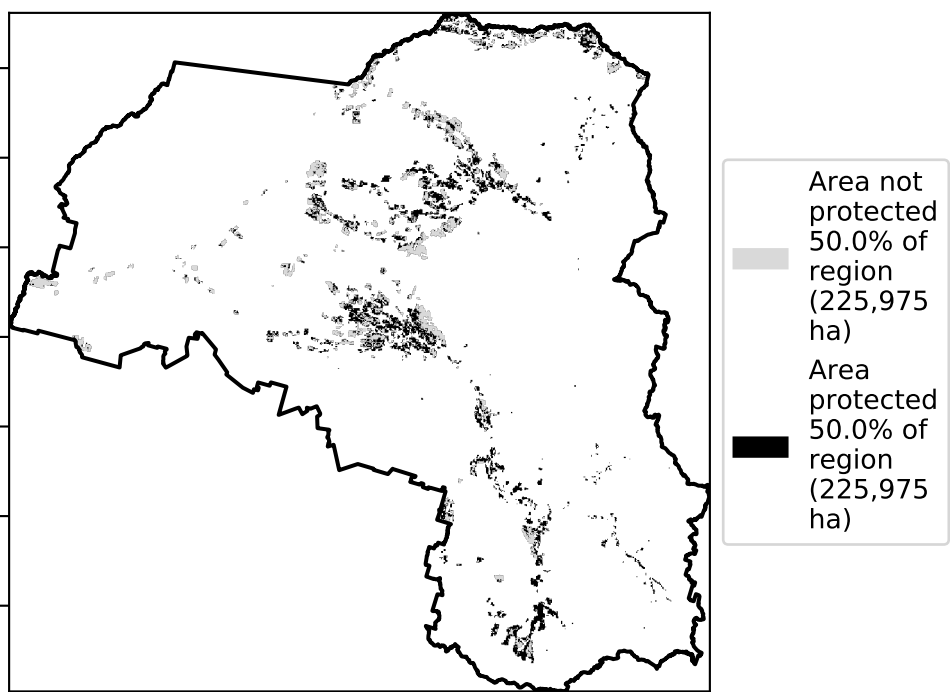 Area not
protected
50.0% of
region
(225,975
ha)
Area
protected
50.0% of
region
(225,975
ha)